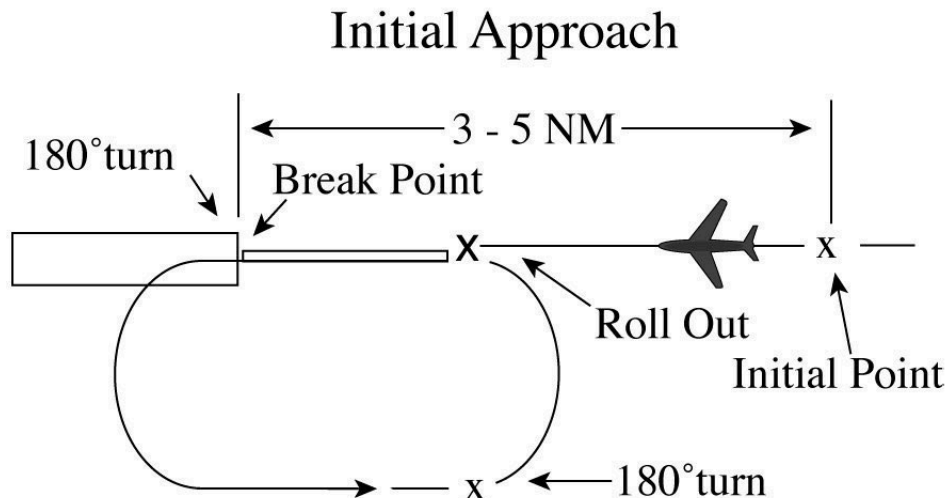 Initial Approach
3 - 5 NM
180˚turn
Break Point
X
x
Roll Out
Initial Point
x
180˚turn